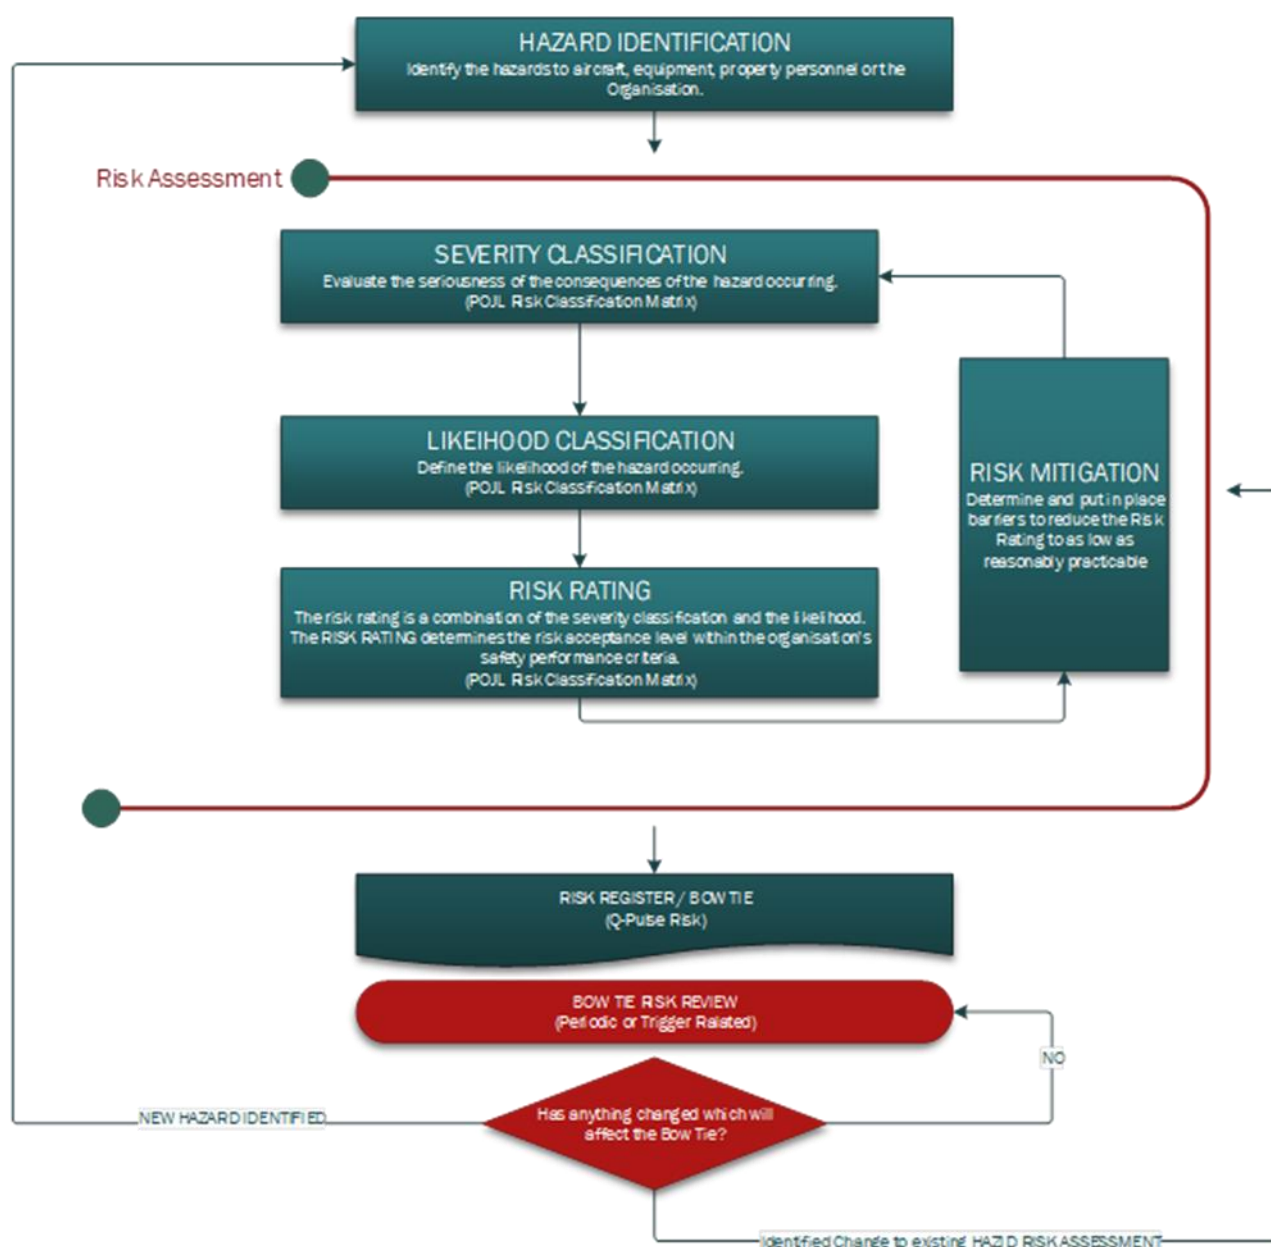 HAZARD IDENTIFICATION
Identify the hazards to aircraft, equipment, property personnel or the
Organisation.
Risk Assessment
SEVERITY CLASSIFICATION
Evaluate the seriousness of the consequences of the hazard occurring.
(POJL Risk Classification Matrix)
LIKEIHOOD CLASSIFICATION
Define the likelihood of the hazard occurring.
(POJL Risk Classification Matrix)
RISK RATING
The risk rating is a combination of the severity classification and the likelihood.
The RISK RATING determines the risk acceptance level within the organisation's
safety performance criteria.
(POJL Risk Classification Matrix)
RISK MITIGATION
Determine and put in place
barriers to reduce the Risk
Rating to as low as
reasonably practicable
RISK REGISTER / BOW TIE
(Q-Pulse Risk)
BOW TIE RISK REVIEW
(Periodic or Trigger Ralated)
NO
Has anything changed which will
affect the Bow Tie?
NEW HAZARD IDENTIFIED
Identified Change to existing HAZID RISK ASSESSMENT